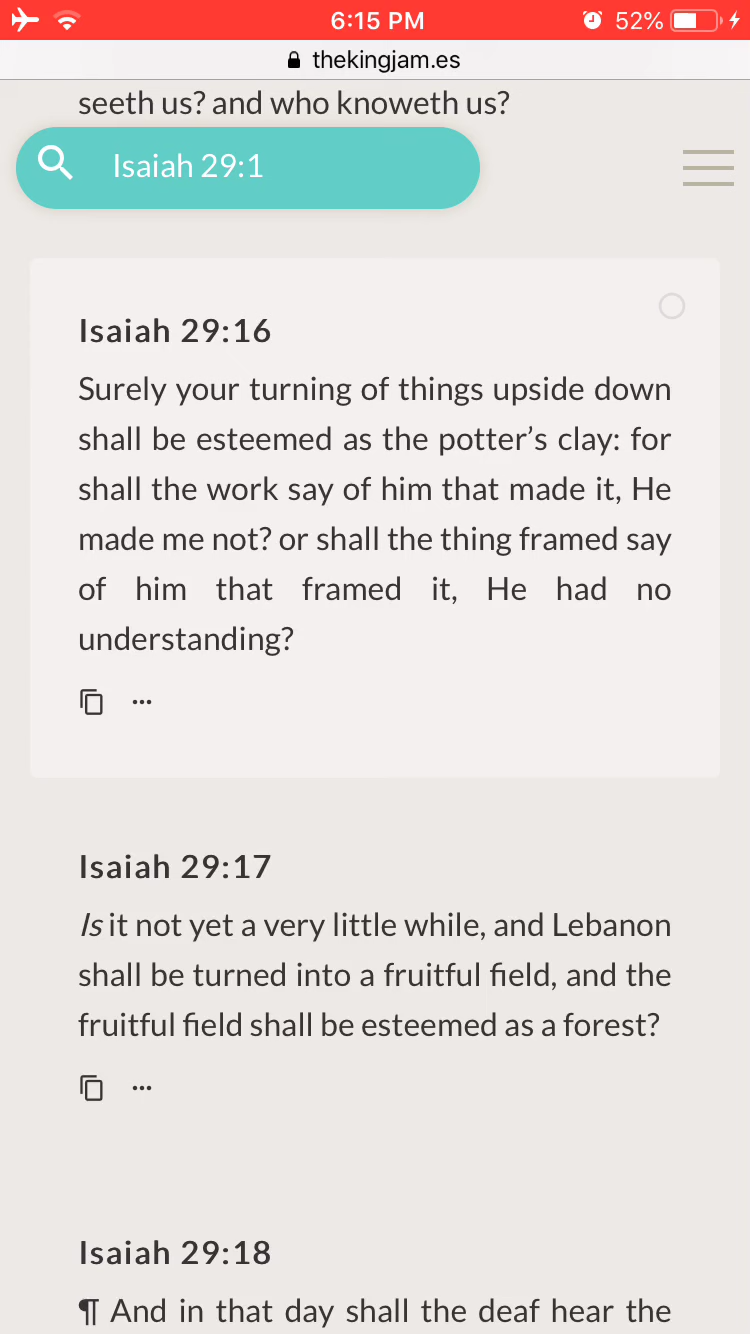 6:15 PM
52%
thekingjam.es
seeth us? and who knoweth us?
Isaiah 29:1
Isaiah 29:16
Surely your turning of things upside down
shall be esteemed as the potter’s clay: for
shall the work say of him that made it, He
made me not? or shall the thing framed say
of him that framed it, He had no
understanding?
Isaiah 29:17
Is it not yet a very little while, and Lebanon
shall be turned into a fruitful field, and the
fruitful field shall be esteemed as a forest?
Isaiah 29:18
¶ And in that day shall the deaf hear the